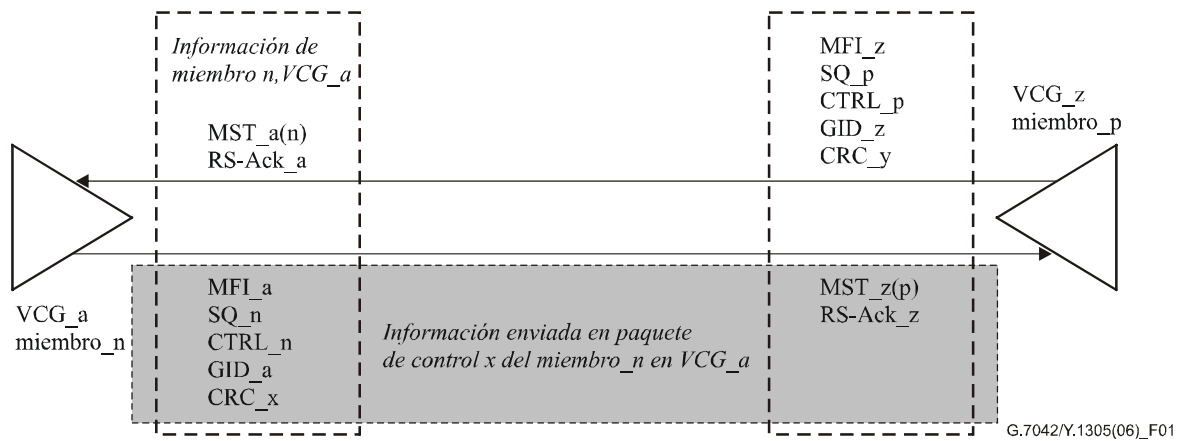 Información de
miembro n,VCG_a
MST_a(n)
RS-Ack_a
MFI_z
SQ_p
CTRL_p
GID_z
CRC_y
VCG_z
miembro_p
VCG_a
miembro_n
MFI_a
SQ_n
CTRL_n
GID_a
CRC_x
Información enviada en paquete
de control x del miembro_n en VCG_a
MST_z(p)
RS-Ack_z
G.7042/Y.1305(06)_F01